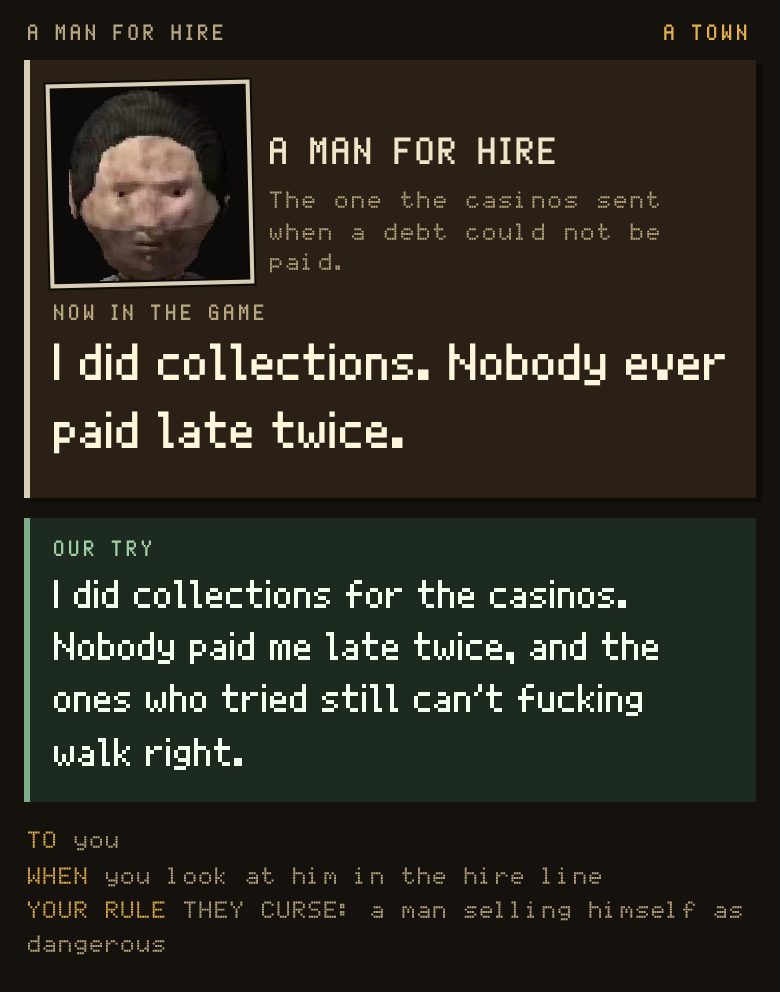 A MAN FOR HIRE
A TOWN
A MAN FOR HIRE
The one the casinos sent
when a debt could not be
paid.
NOW IN THE GAME
I did collections. Nobody ever
paid late twice.
OUR TRY
I did collections for the casinos.
Nobody paid me late twice, and the
ones who tried still can't fucking
walk right.
TO you
WHEN you look at him in the hire line
YOUR RULE THEY CURSE: a man selling himself as
dangerous